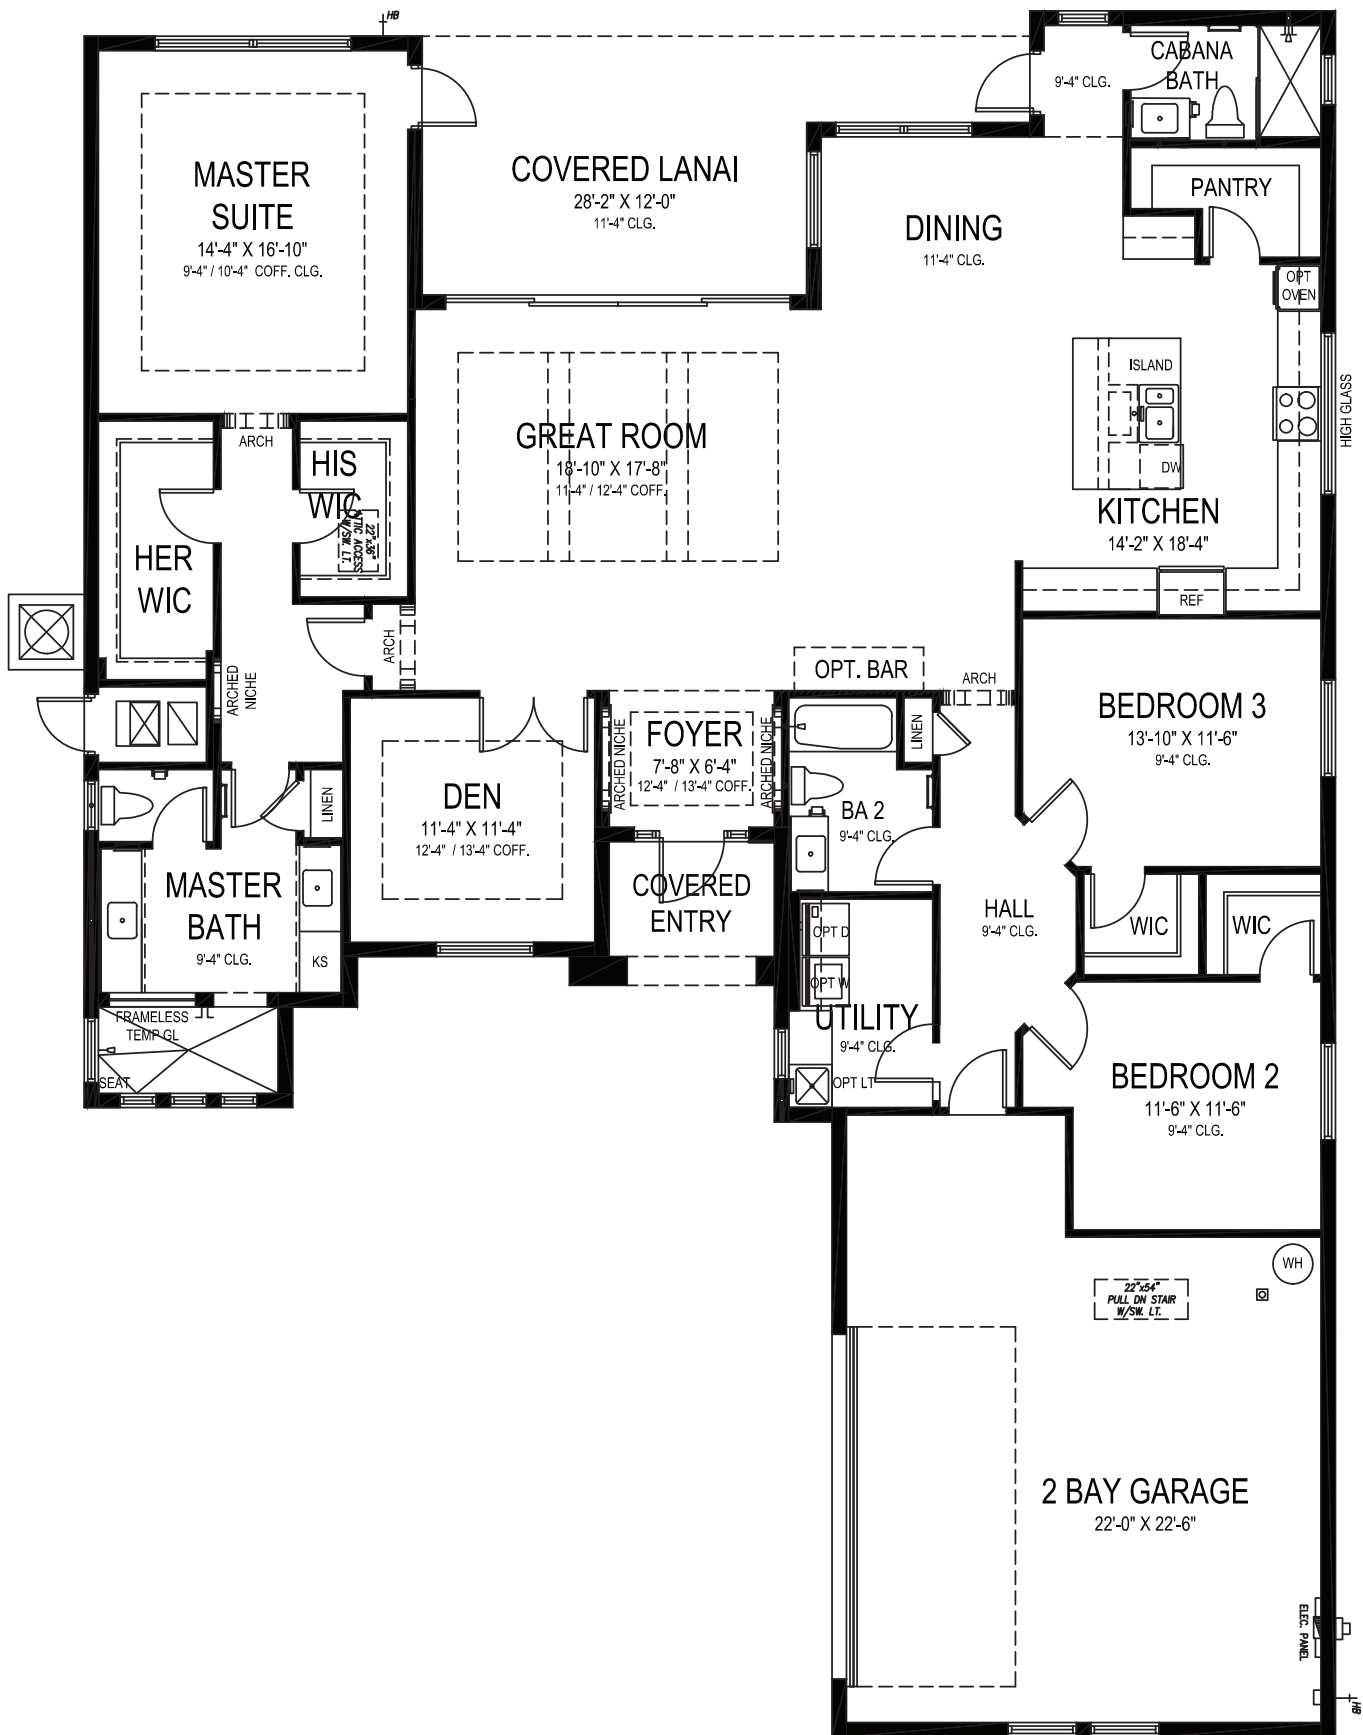 HB
CABANA
BATH
9'-4" CLG.
MASTER
SUITE
14'-4" X 16'-10"
9'-4" / 10'-4" COFF. CLG.
COVERED LANAI
28'-2" X 12'-0"
11'-4" CLG.
PANTRY
DINING
11'-4" CLG.
OPT
OVEN
ISLAND
HIGH GLASS
DW
KITCHEN
14'-2" X 18'-4"
REF
GREAT ROOM
18'-10" X 17'-8"
11'-4" / 12'-4" COFF.
ARCH
HIS
WIC
22"x36"
ATTIC ACCESS
W/SW. LT.
HER
WIC
ARCH
ARCHED
NICHE
OPT. BAR
ARCH
BEDROOM 3
13'-10" X 11'-6"
9'-4" CLG.
FOYER
7'-8" X 6'-4"
12'-4" / 13'-4" COFF.
ARCHED NICHE
ARCHED NICHE
LINEN
LINEN
DEN
11'-4" X 11'-4"
12'-4" / 13'-4" COFF.
BA 2
9'-4" CLG.
MASTER
BATH
9'-4" CLG.
KS
COVERED
ENTRY
HALL
9'-4" CLG.
WIC
WIC
OPT D
OPT W
UTILITY
9'-4" CLG.
OPT LT
FRAMELESS
TEMP GL
SEAT
BEDROOM 2
11'-6" X 11'-6"
9'-4" CLG.
WH
22"x54"
PULL DN STAIR
W/SW. LT.
2 BAY GARAGE
22'-0" X 22'-6"
ELEC. PANEL
HB